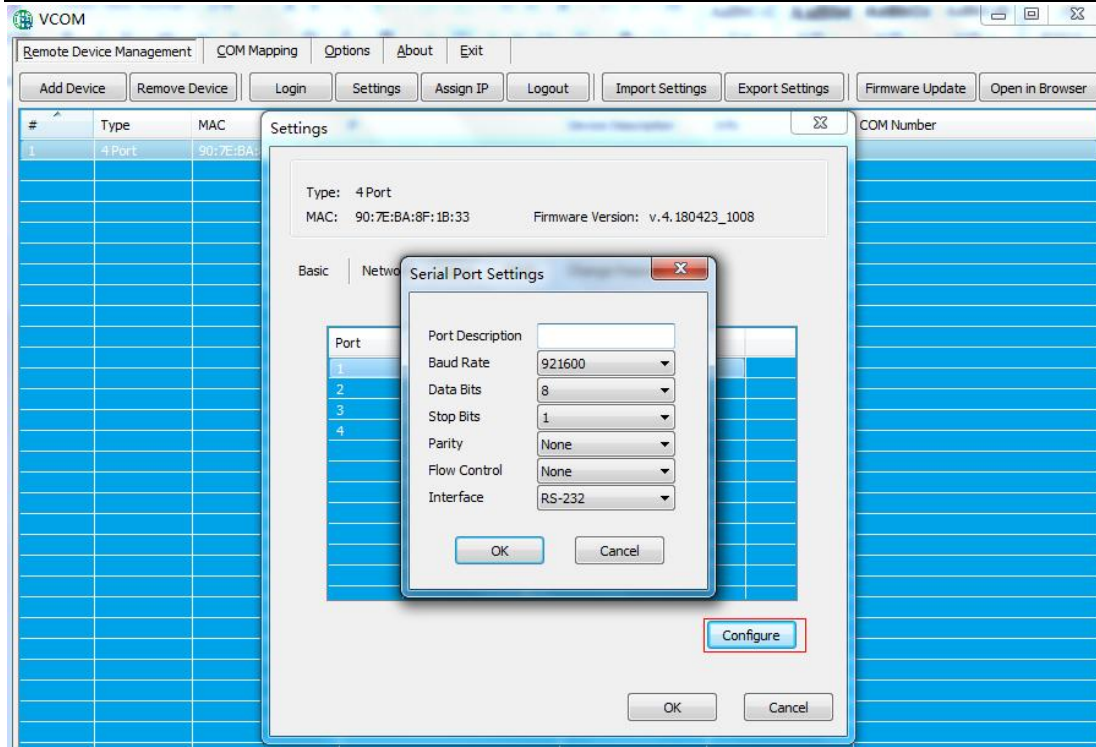 VCOM
Remote Device Management COM Mapping Options About Exit
Add Device Remove Device Login Settings Assign IP Logout Import Settings Export Settings Firmware Update Open in Browser
# Type MAC COM Number
1 4 Port 90:7E:BA:
Settings
Type: 4 Port
MAC: 90:7E:BA:8F:1B:33 Firmware Version: v.4.180423_1008
Basic Netwo
Port
1
2
3
4
Serial Port Settings
Port Description
Baud Rate 921600
Data Bits 8
Stop Bits 1
Parity None
Flow Control None
Interface RS-232
OK Cancel
Configure
OK Cancel